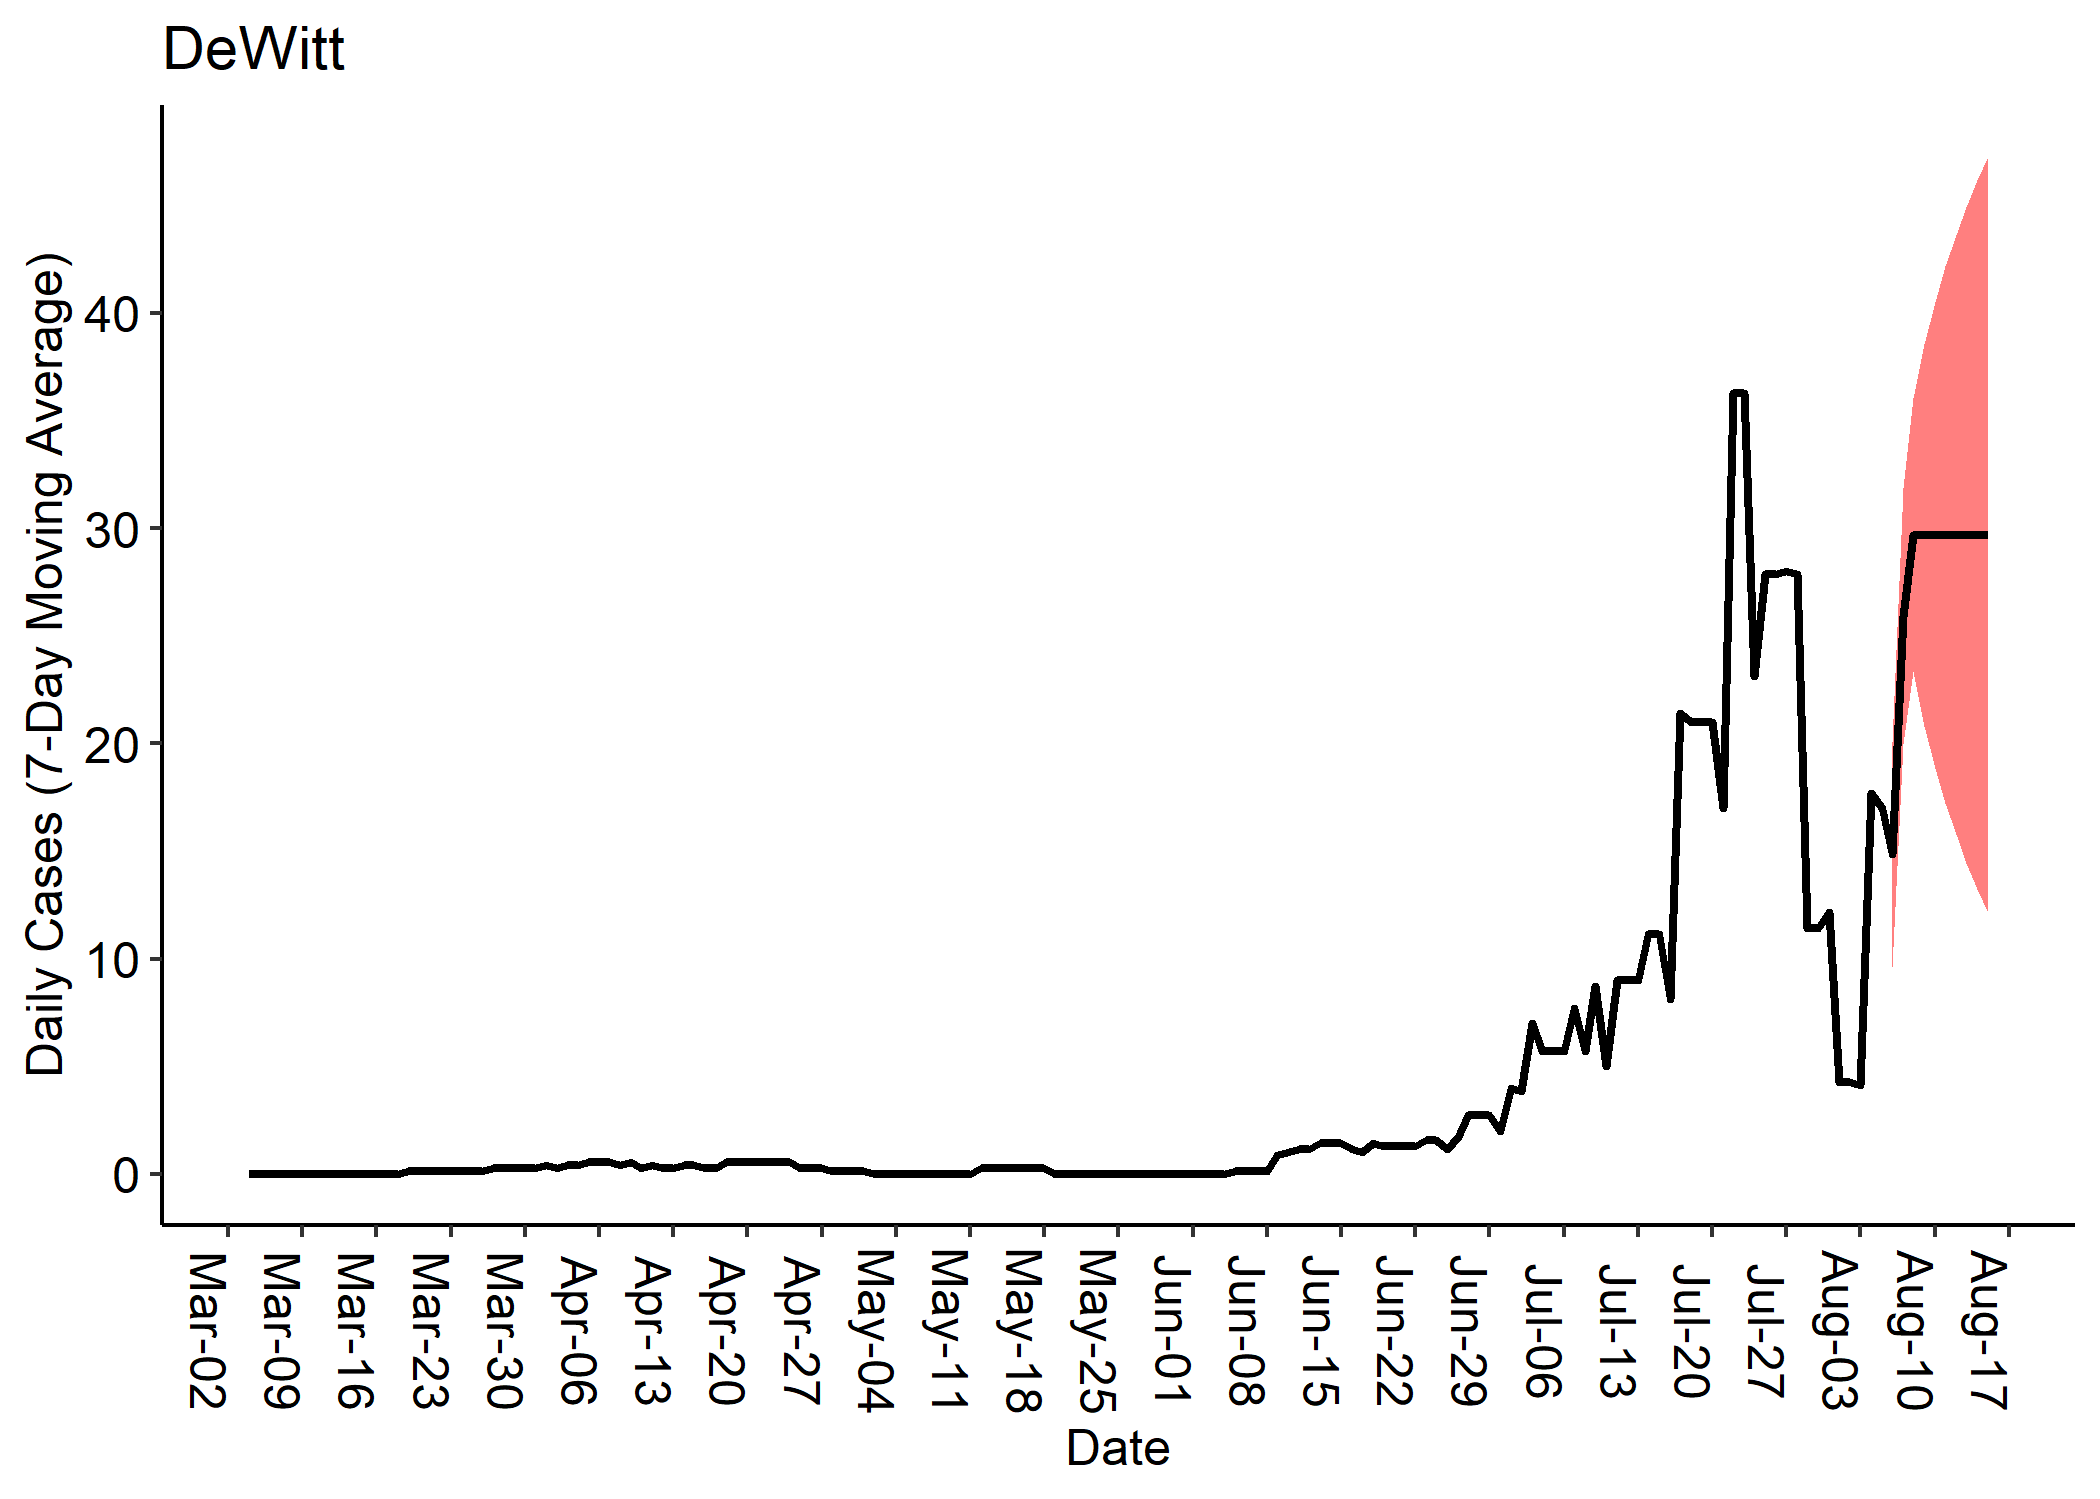 DeWitt
Daily Cases (7-Day Moving Average)
40
30
20
10
0
Mar-02
Mar-09
Mar-16
Mar-23
Mar-30
Apr-06
Apr-13
Apr-20
Apr-27
May-04
May-11
May-18
May-25
Jun-01
Jun-08
Jun-15
Jun-22
Jun-29
Jul-06
Jul-13
Jul-20
Jul-27
Aug-03
Aug-10
Aug-17
Date